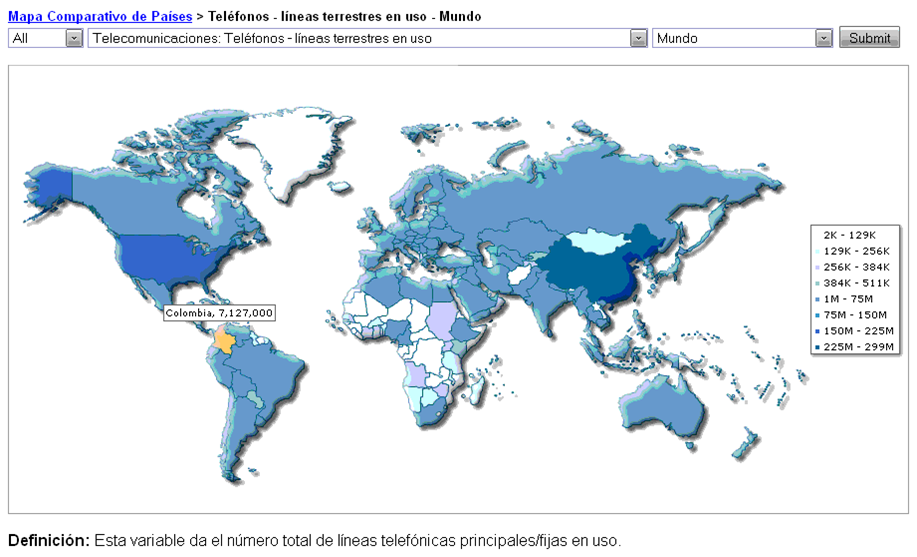 Mapa Comparativo de Países > Teléfonos - líneas terrestres en uso - Mundo
All Telecomunicaciones: Teléfonos - líneas terrestres en uso Mundo Submit
2K - 129K
129K - 256K
256K - 384K
384K - 511K
1M - 75M
75M - 150M
150M - 225M
225M - 299M
Colombia, 7,127,000
Definición: Esta variable da el número total de líneas telefónicas principales/fijas en uso.